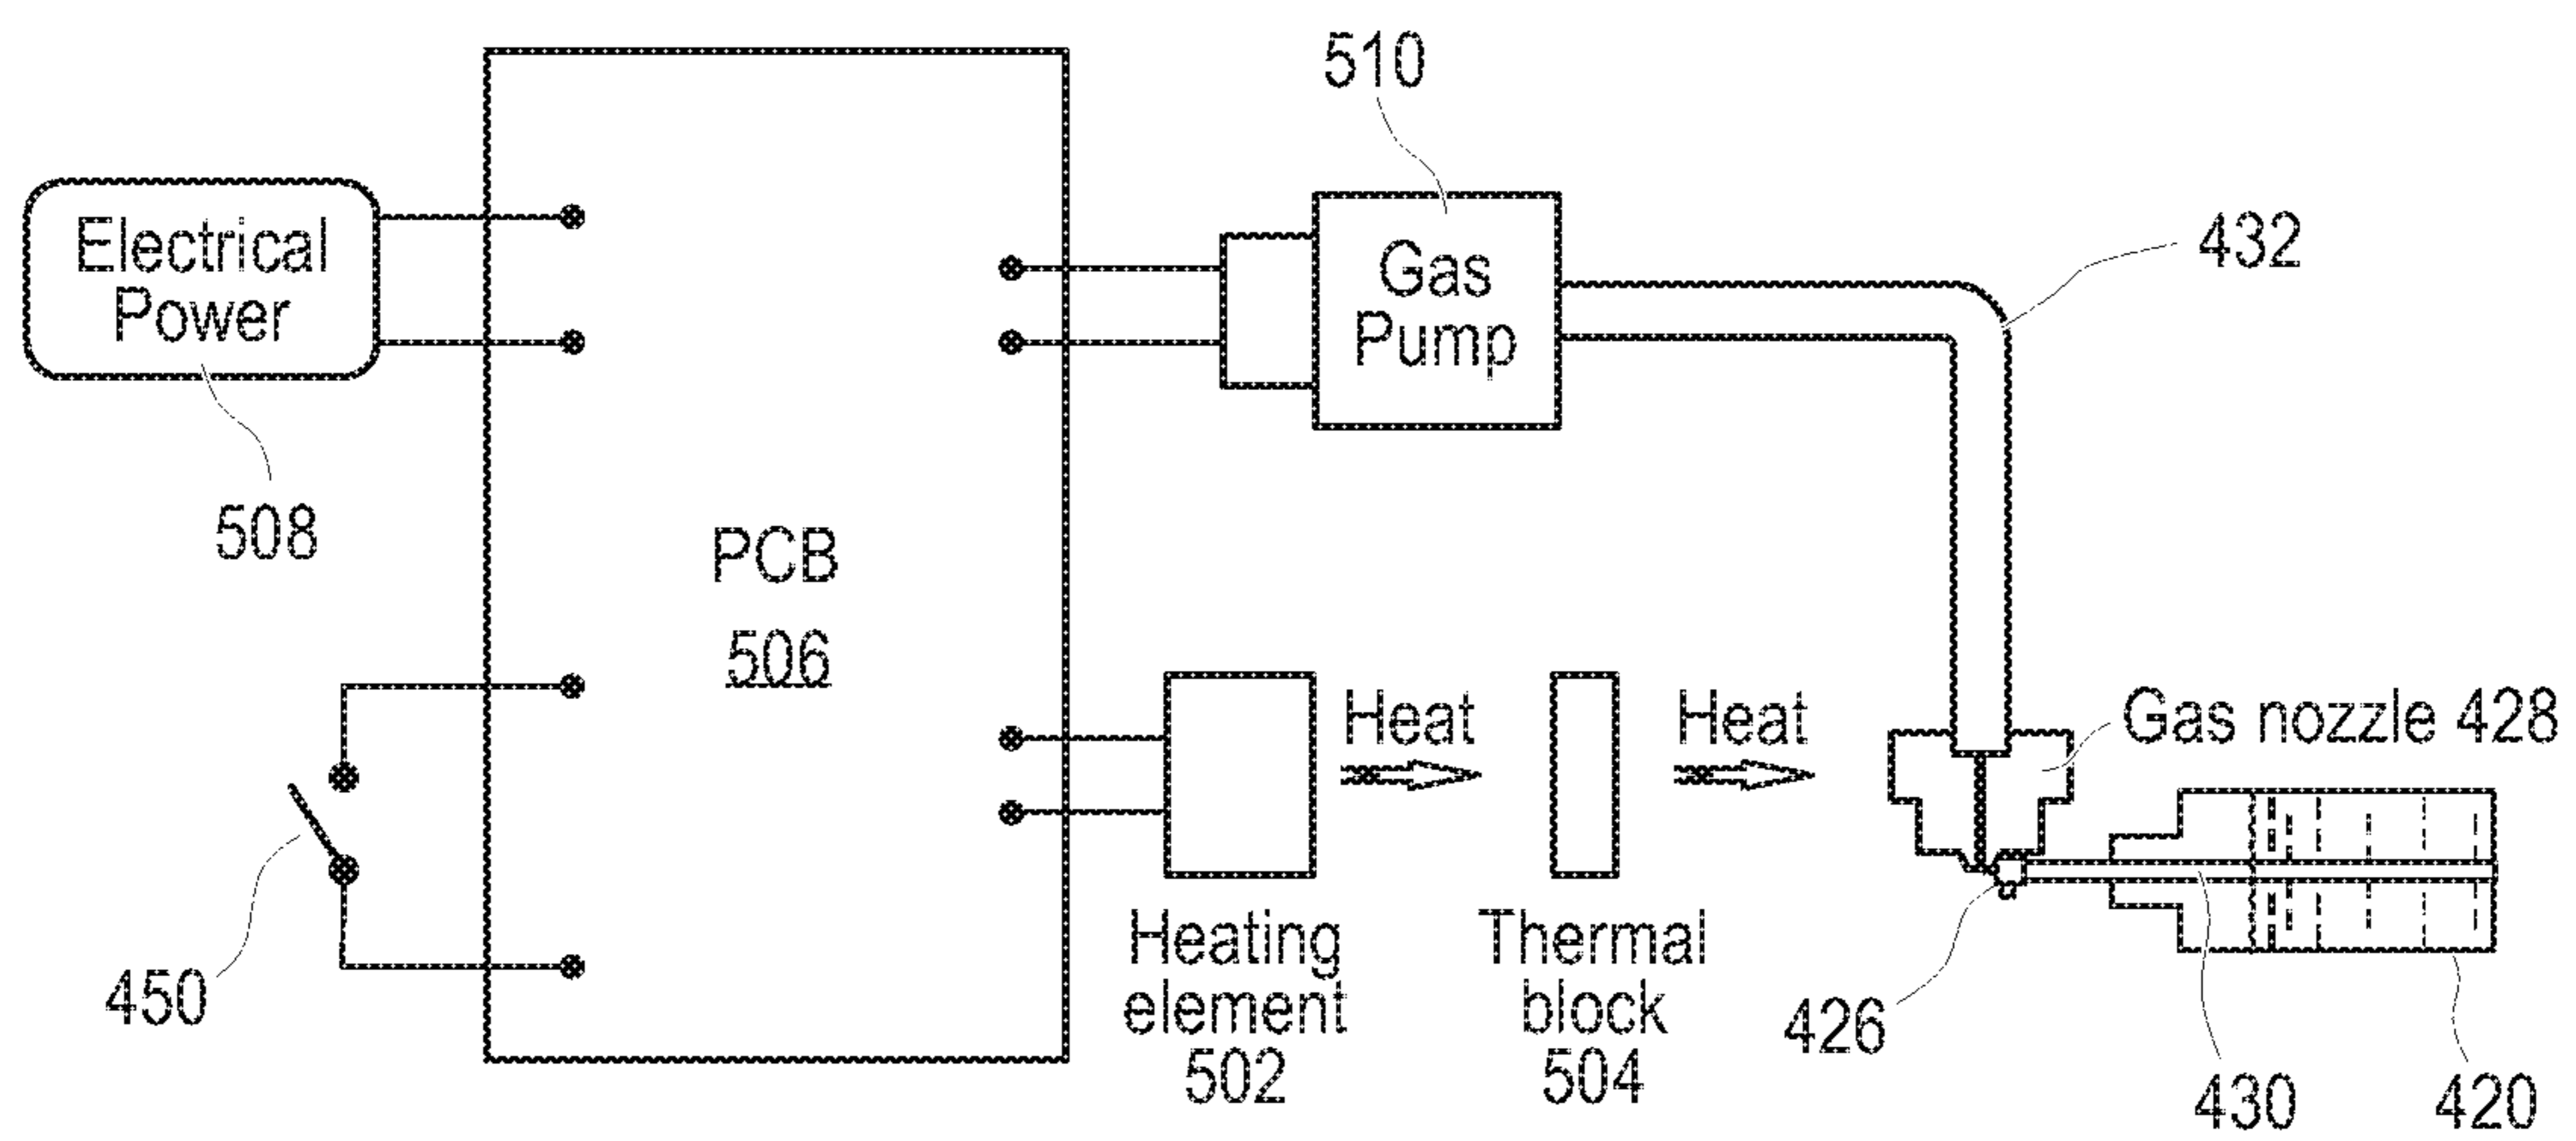 510
432
Electrical
Power
Gas
Pump
508
PCB
506
Heat
Heat
Gas nozzle 428
450
Heating
element
502
Thermal
block
504
426
430
420